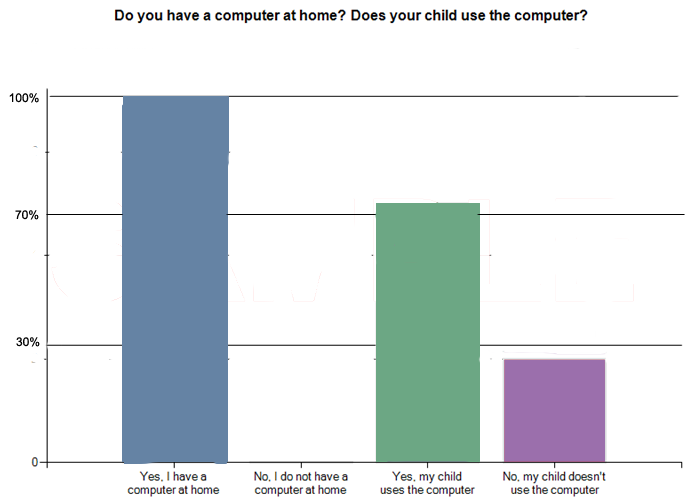 Do you have a computer at home? Does your child use the computer?
100%
70%
30%
0
Yes, I have a
computer at home
No, I do not have a
computer at home
Yes, my child
uses the computer
No, my child doesn't
use the computer